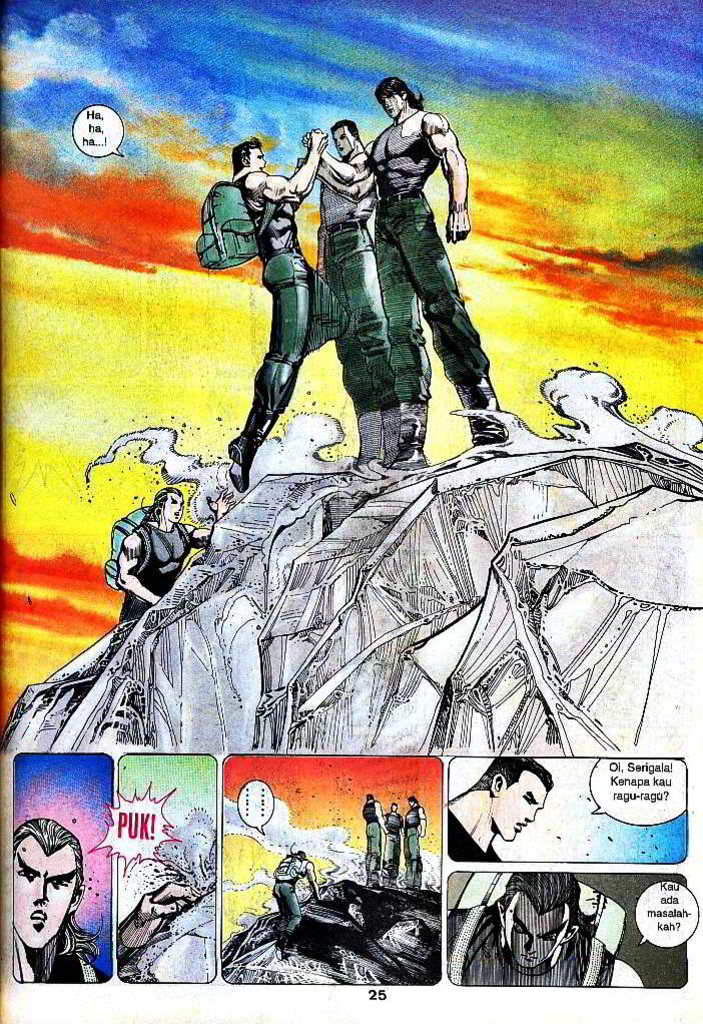 Ha,
ha,
ha...!
PUK!
Oi, Serigala!
Kenapa kau
ragu-ragu?
Kau
ada
masalah-
kah?
25